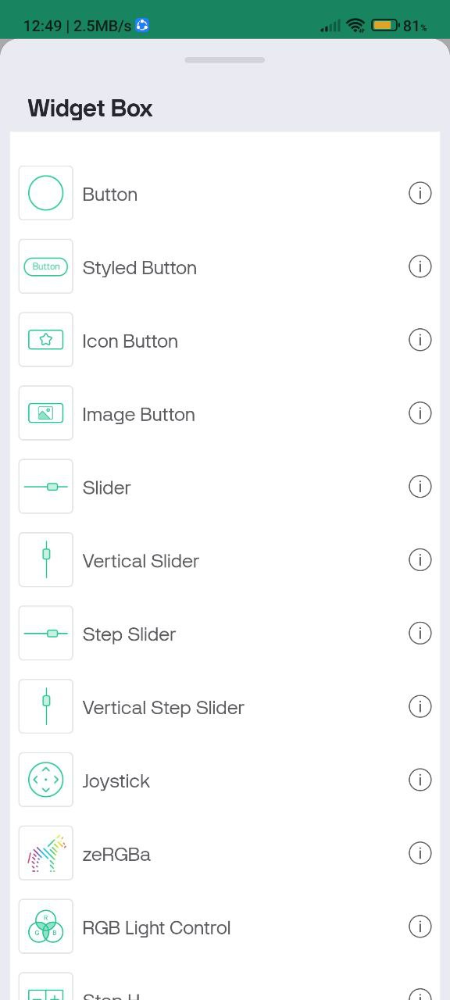 12:49 | 2.5MB/s 81%
Widget Box
Button
Button
Styled Button
Icon Button
Image Button
Slider
Vertical Slider
Step Slider
Vertical Step Slider
Joystick
zeRGBa
R
G B
RGB Light Control
Step H